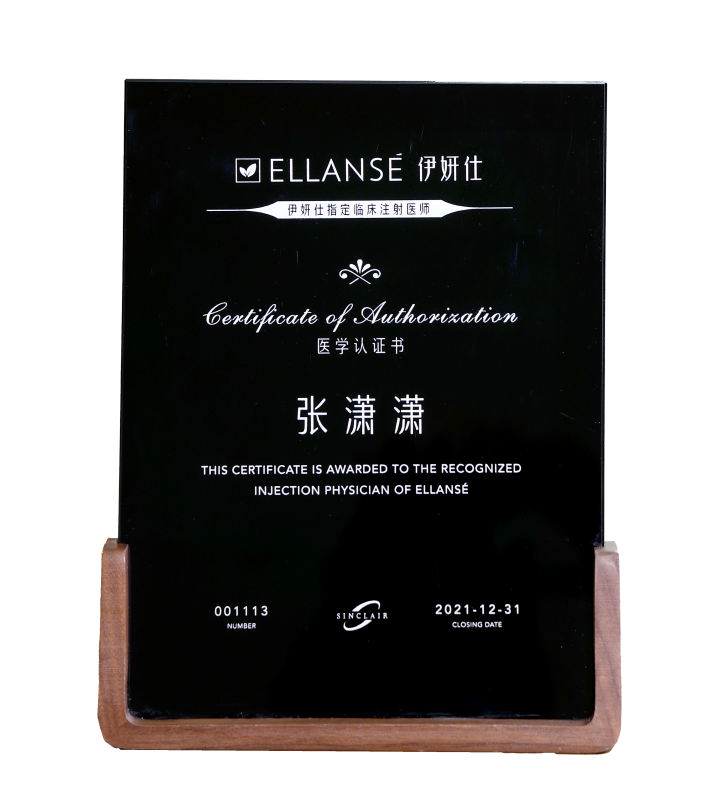 ELLANSÉ 伊妍仕
伊妍仕指定临床注射医师
Certificate of Authorization
医学认证书
张潇潇
THIS CERTIFICATE IS AWARDED TO THE RECOGNIZED
INJECTION PHYSICIAN OF ELLANSÉ
001113
NUMBER
SINCLAIR
2021-12-31
CLOSING DATE